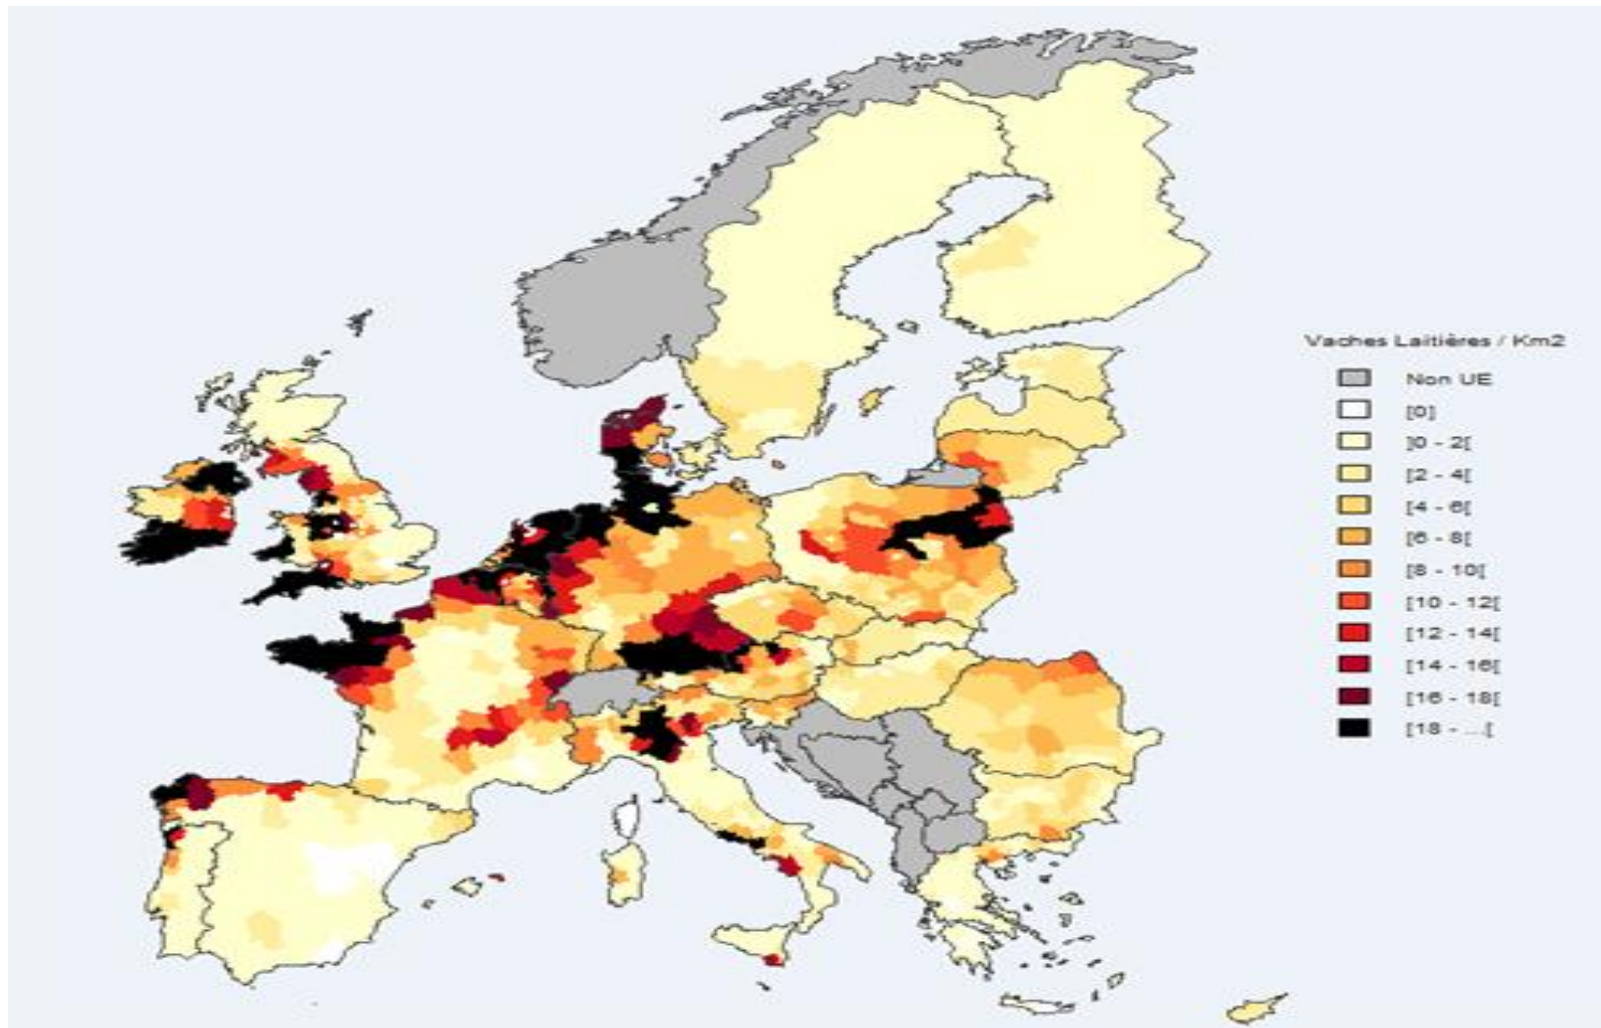 Vaches Laitières / Km2
Non UE
[0]
]0 - 2[
[2 - 4[
[4 - 6[
[6 - 8[
[8 - 10[
[10 - 12[
[12 - 14[
[14 - 16[
[16 - 18[
[18 - ...[